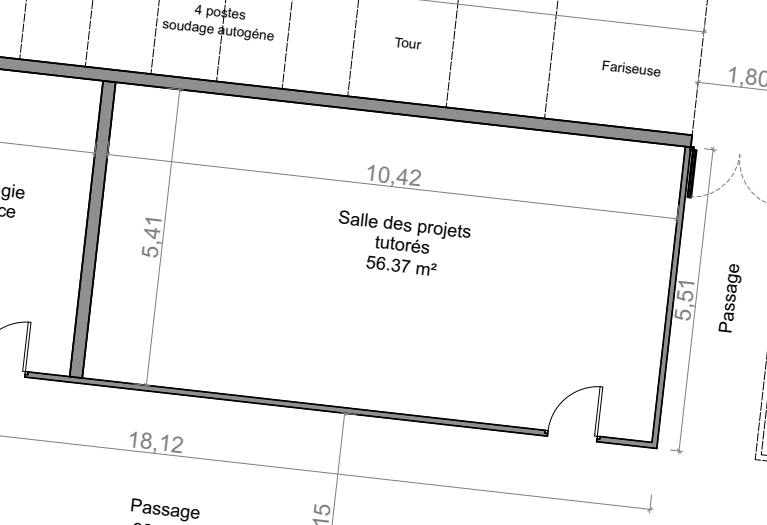 4 postes
soudage autogéne
Tour
Fariseuse
1,80
10,42
gie
ce
Salle des projets
tutorés
56.37 m²
5,41
5,51
Passage
18,12
Passage
15